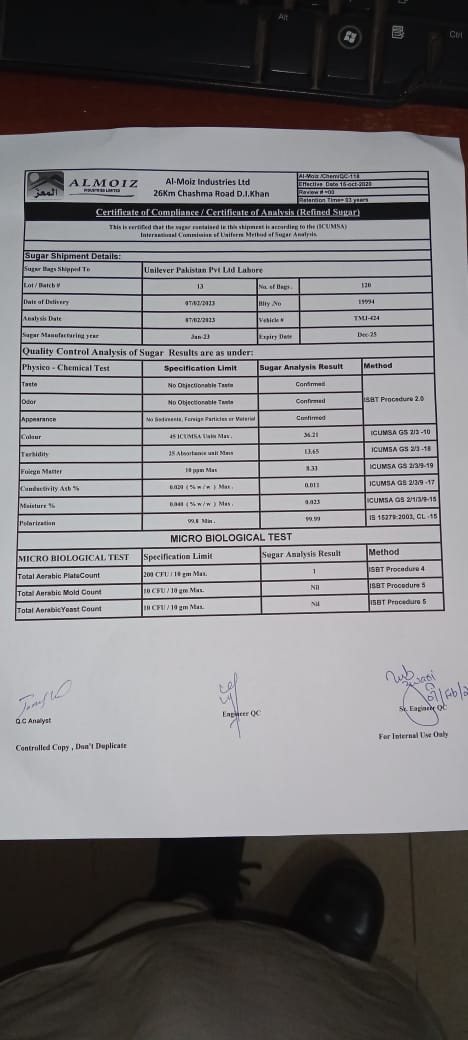 Alt
Ctrl
المعز
ALMOIZ
INDUSTRIES LIMITED
Al-Moiz Industries Ltd
26Km Chashma Road D.I.Khan
Al-Moiz /Chem/QC-118
Effective Date 15-oct-2020
Review # =00
Retention Time= 03 years
Certificate of Compliance / Certificate of Analysis (Refined Sugar)
This is certified that the sugar contained in this shipment is according to the (ICUMSA)
International Commission of Uniform Method of Sugar Analysis.
Sugar Shipment Details:
Sugar Bags Shipped To Unilever Pakistan Pvt Ltd Lahore
Lot / Batch # 13 No. of Bags. 120
Date of Delivery 07/02/2023 Blty .No 19994
Analysis Date 07/02/2023 Vehicle # TMJ-424
Sugar Manufacturing year Jan-23 Expiry Date Dec-25
Quality Control Analysis of Sugar Results are as under:
Physico - Chemical Test Specification Limit Sugar Analysis Result Method
Taste No Objectionable Taste Confirmed
Odor No Objectionable Taste Confirmed ISBT Procedure 2.0
Appearance No Sediments, Foreign Particles or Material Confirmed
Colour 45 ICUMSA Units Max. 36.21 ICUMSA GS 2/3 -10
Turbidity 25 Absorbance unit Mass 13.65 ICUMSA GS 2/3 -18
Foiegn Matter 10 ppm Max 8.33 ICUMSA GS 2/3/9-19
Conductivity Ash % 0.020 ( % w / w ) Max. 0.011 ICUMSA GS 2/3/9 -17
Moisture % 0.040 ( % w / w ) Max. 0.023 ICUMSA GS 2/1/3/9-15
Polarization 99.8 Min. 99.99 IS 15279:2003, CL -15
MICRO BIOLOGICAL TEST
MICRO BIOLOGICAL TEST Specification Limit Sugar Analysis Result Method
Total Aerabic PlateCount 200 CFU / 10 gm Max. 1 ISBT Procedure 4
Total Aerabic Mold Count 10 CFU / 10 gm Max. Nil ISBT Procedure 5
Total AerabicYeast Count 10 CFU / 10 gm Max. Nil ISBT Procedure 5
Q.C Analyst
Engineer QC
Sr. Engineer QC
Controlled Copy , Don't Duplicate
For Internal Use Only